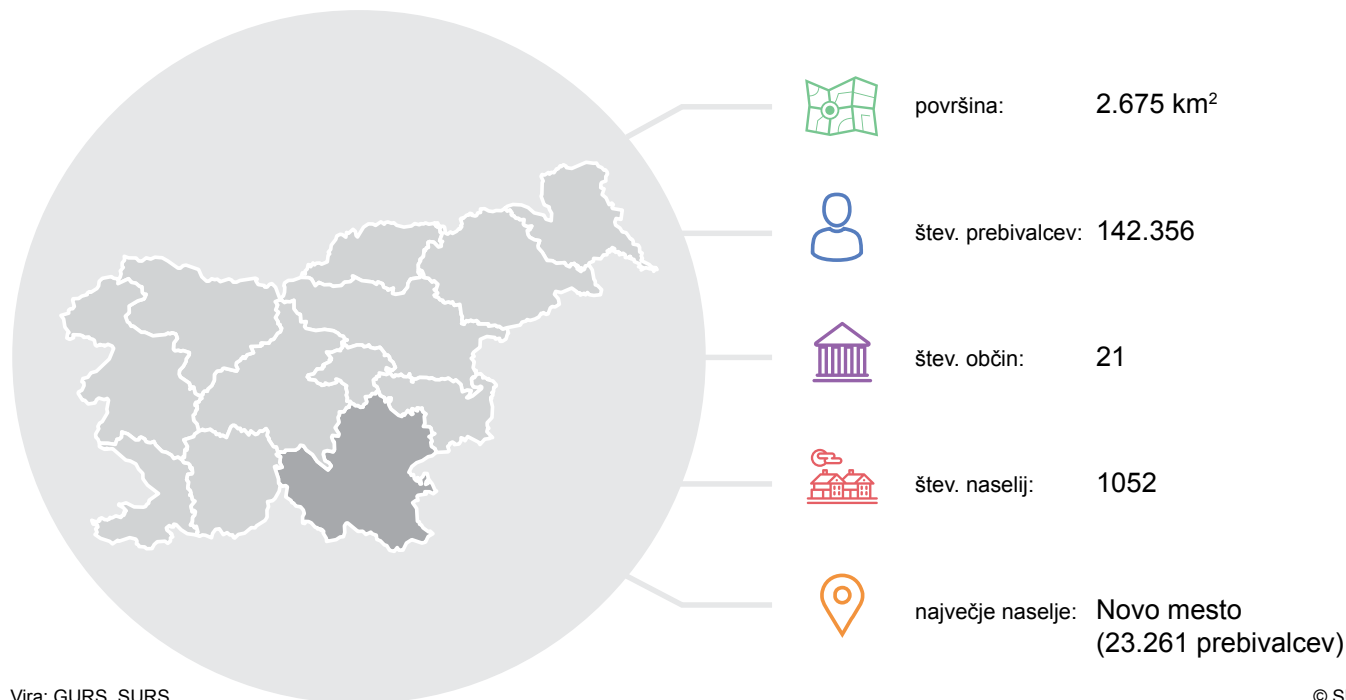 površina: 2.675 km²
štev. prebivalcev: 142.356
štev. občin: 21
štev. naselij: 1052
največje naselje: Novo mesto
(23.261 prebivalcev)
Vira: GURS, SURS
©